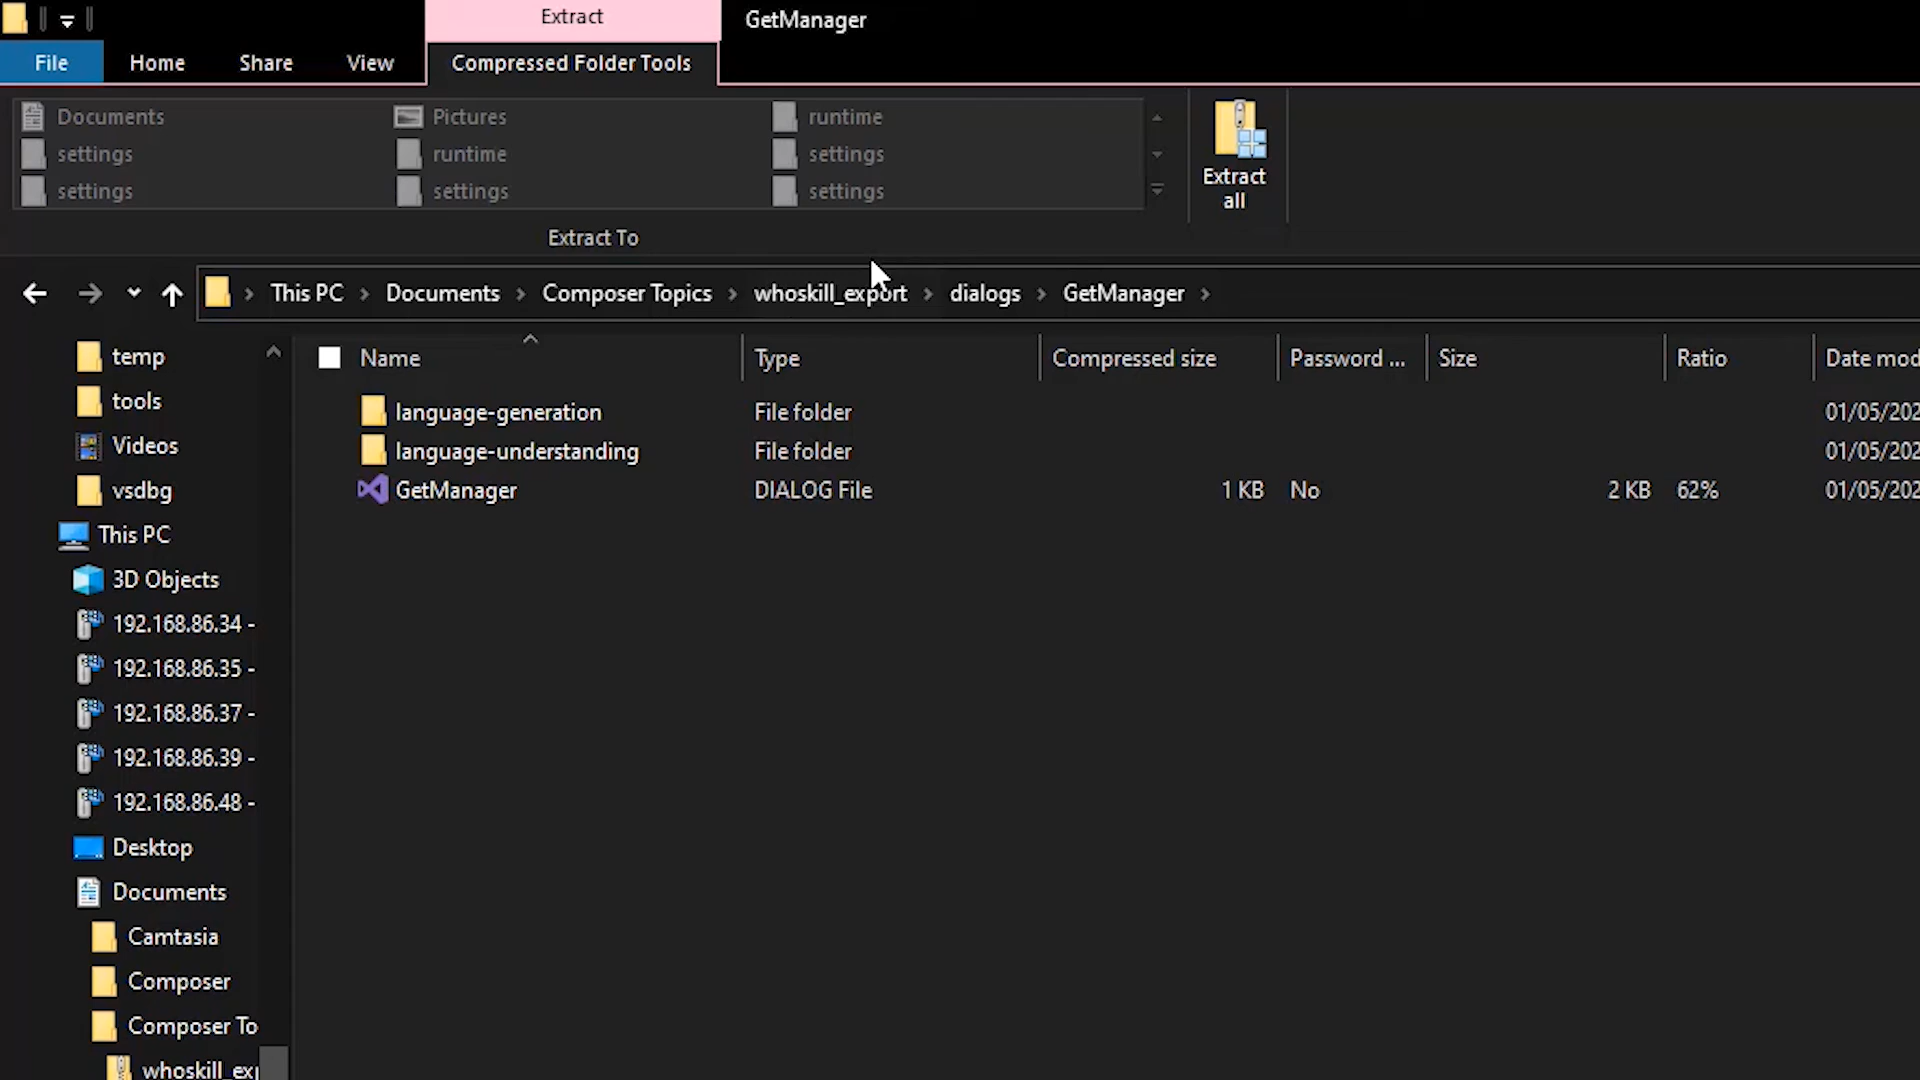 Extract
GetManager
File
Home
Share
View
Compressed Folder Tools
Documents
Pictures
runtime
settings
runtime
settings
settings
settings
settings
Extract
all
Extract To
This PC
Documents
Composer Topics
whoskill_export
dialogs
GetManager
Name
Type
Compressed size
Password ...
Size
Ratio
Date mod
language-generation
File folder
01/05/202
language-understanding
File folder
01/05/202
GetManager
DIALOG File
1 KB
No
2 KB
62%
01/05/202
temp
tools
Videos
vsdbg
This PC
3D Objects
192.168.86.34 -
192.168.86.35 -
192.168.86.37 -
192.168.86.39 -
192.168.86.48 -
Desktop
Documents
Camtasia
Composer
Composer To
whoskill_exp